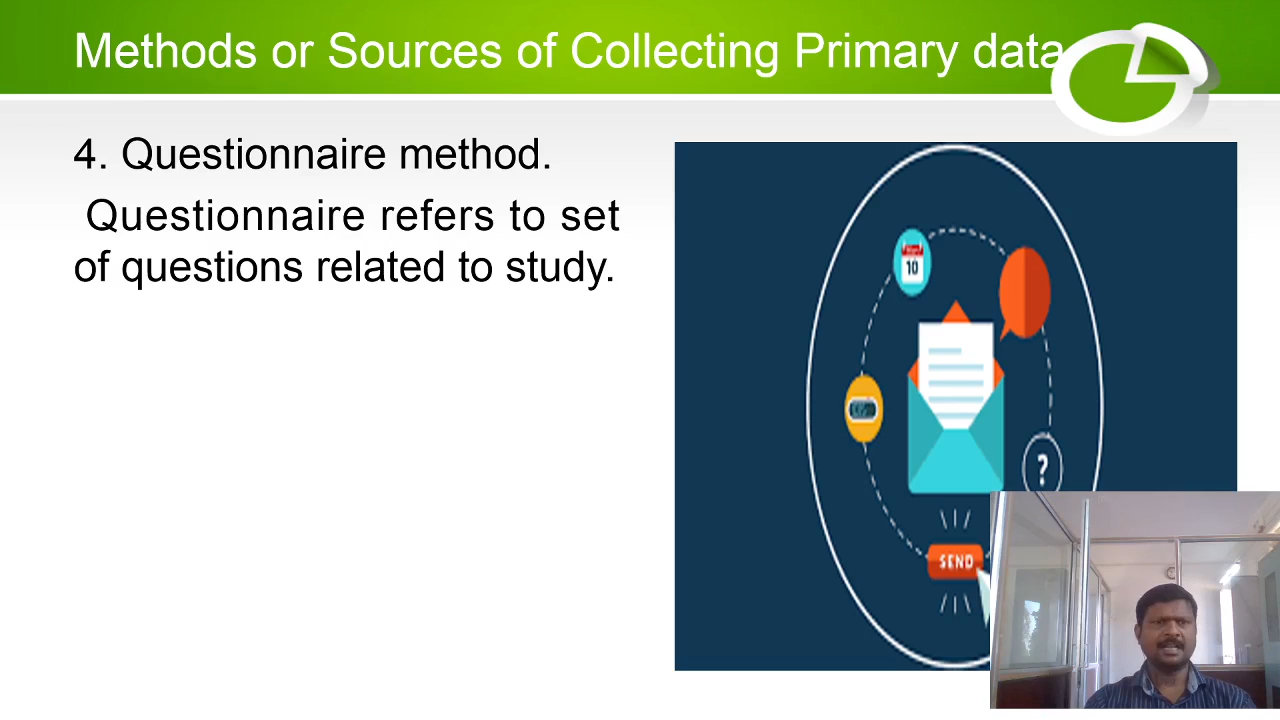 Methods or Sources of Collecting Primary data
4. Questionnaire method.
Questionnaire refers to set
of questions related to study.
10
?
SEND